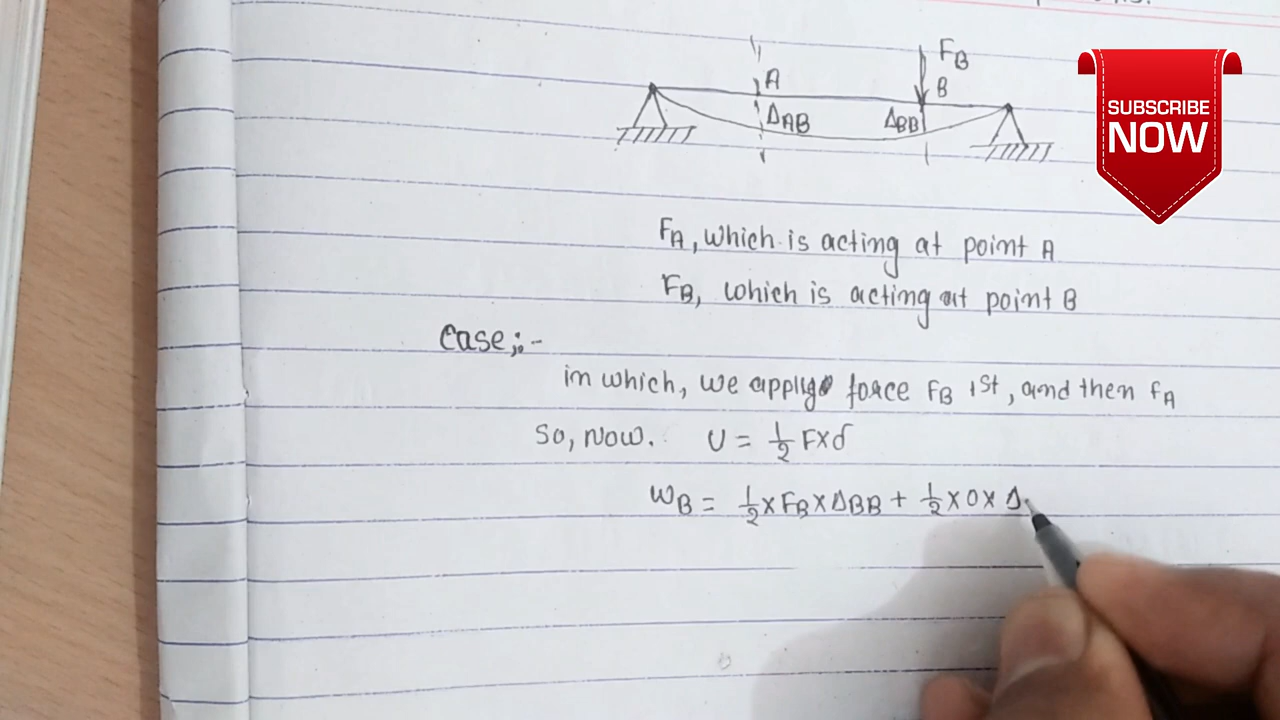 FB
A
B
ΔAB
ΔBB
SUBSCRIBE
NOW
FA, which is acting at point A
FB, which is acting at point B
Case:-
in which, we apply force FB 1st, and then FA
So, Now. U = 1/2 F×δ
WB = 1/2 × FB × ΔBB + 1/2 × 0 × Δ